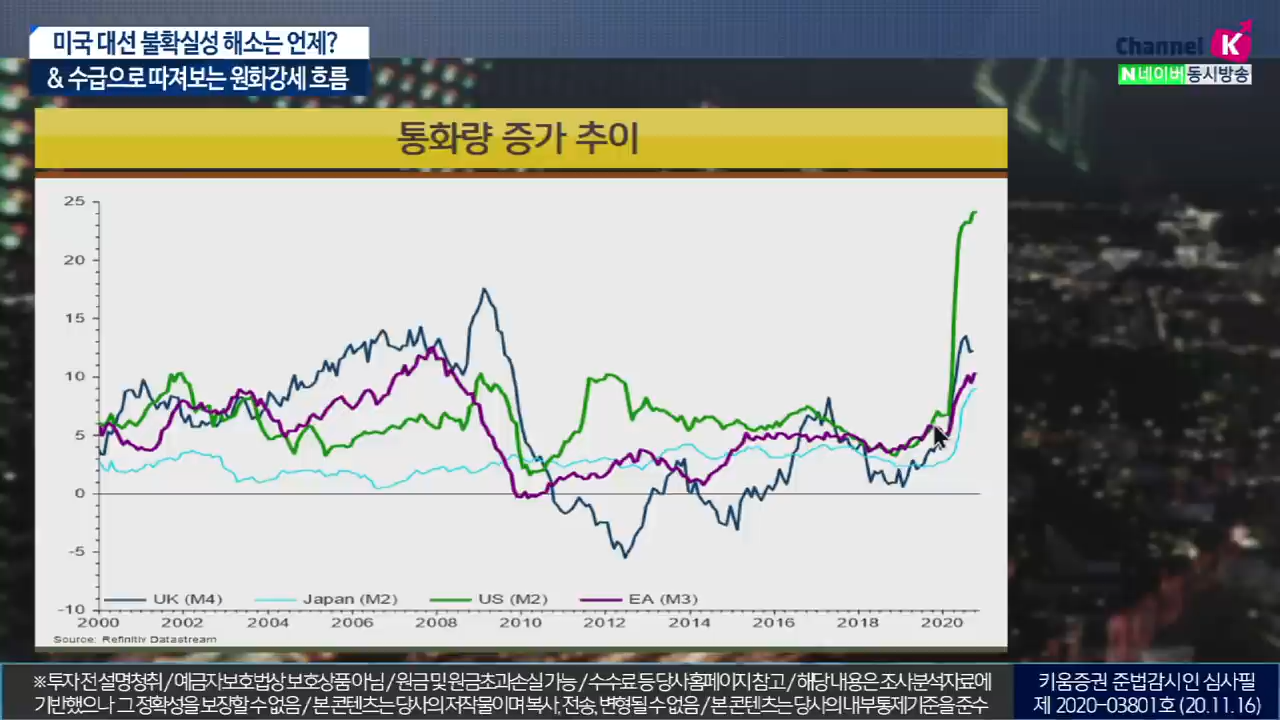 미국 대선 불확실성 해소는 언제?
& 수급으로 따져보는 원화강세 흐름
Channel K
N 네이버 동시방송
통화량 증가 추이
25
20
15
10
5
0
-5
-10
UK (M4) Japan (M2) US (M2) EA (M3)
2000 2002 2004 2006 2008 2010 2012 2014 2016 2018 2020
Source: Refinitiv Datastream
※투자 전 설명청취 / 예금자보호법상 보호상품 아님 / 원금 및 원금초과손실 가능 / 수수료 등 당사홈페이지 참고 / 해당 내용은 조사분석자료에
기반했으나 그 정확성을 보장할 수 없음 / 본 콘텐츠는 당사의 저작물이며 복사, 전송, 변형될 수 없음 / 본 콘텐츠는 당사의 내부통제기준을 준수
키움증권 준법감시인 심사필
제 2020-03801호 (20.11.16)